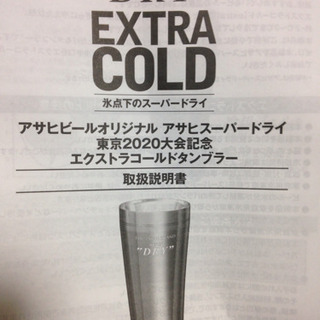 DRY
EXTRA
COLD
氷点下のスーパードライ
アサヒビールオリジナル アサヒスーパードライ
東京2020大会記念
エクストラコールドタンブラー
取扱説明書
"DRY"